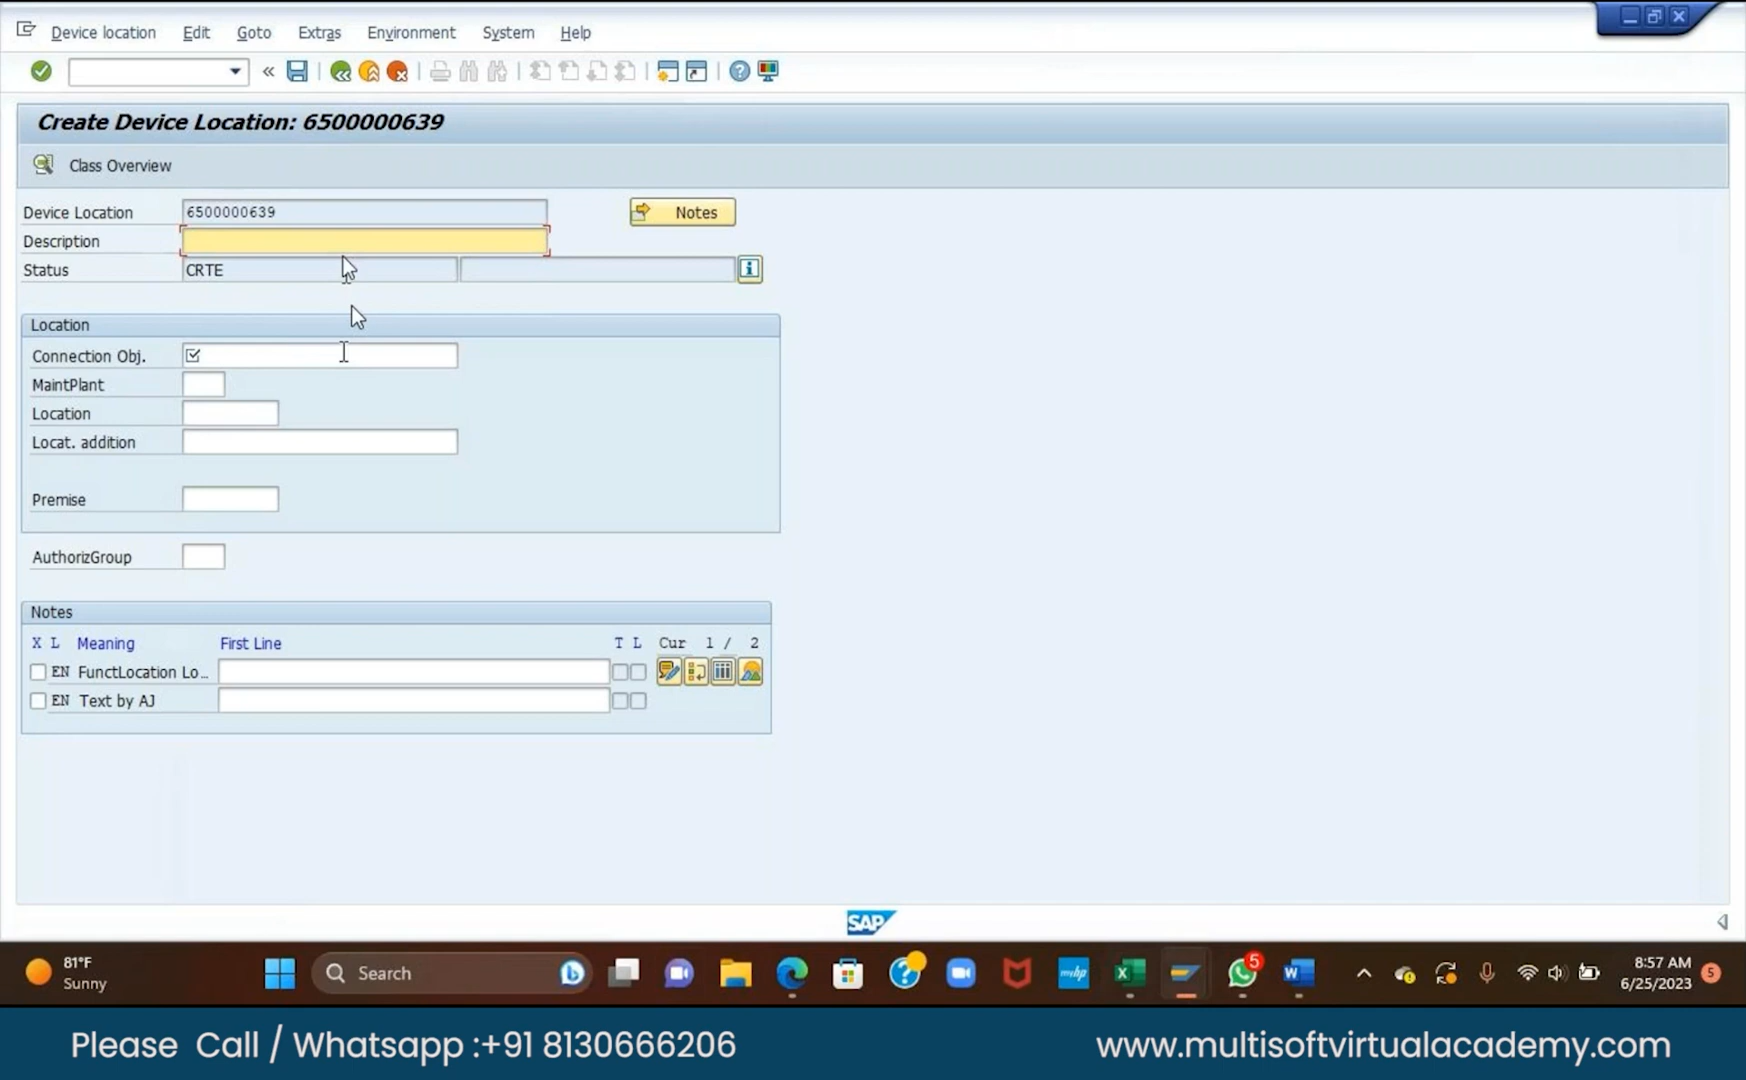 Device location Edit Goto Extras Environment System Help
Create Device Location: 6500000639
Class Overview
Device Location 6500000639 Notes
Description
Status CRTE
Location
Connection Obj.
MaintPlant
Location
Locat. addition
Premise
AuthorizGroup
Notes
X L Meaning First Line T L Cur 1 / 2
EN FunctLocation Lo...
EN Text by AJ
SAP
81°F
Sunny
Search
myhp
5
8:57 AM
6/25/2023
5
Please Call / Whatsapp :+91 8130666206
www.multisoftvirtualacademy.com